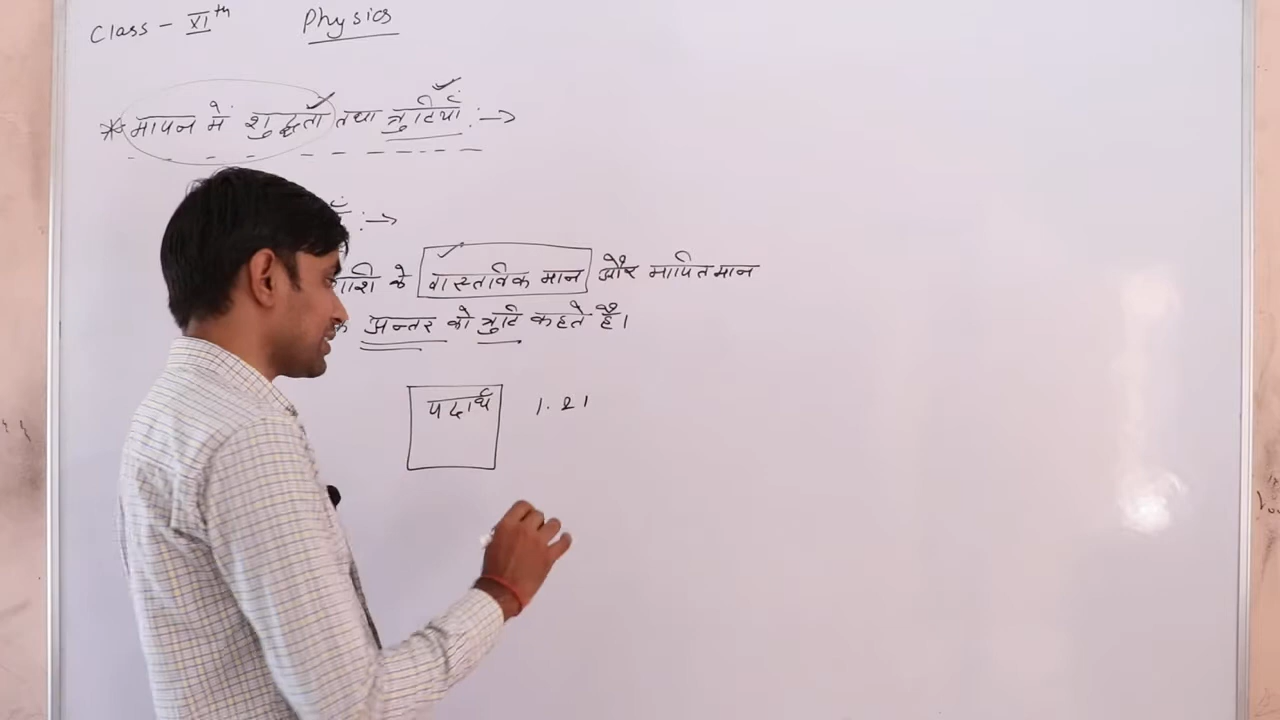 Class - XIth Physics
* मापन में शुद्धता तथा त्रुटियाँ :→
:→
राशि के वास्तविक मान और मापित मान
के अन्तर को त्रुटि कहते हैं।
पदार्थ 1.21